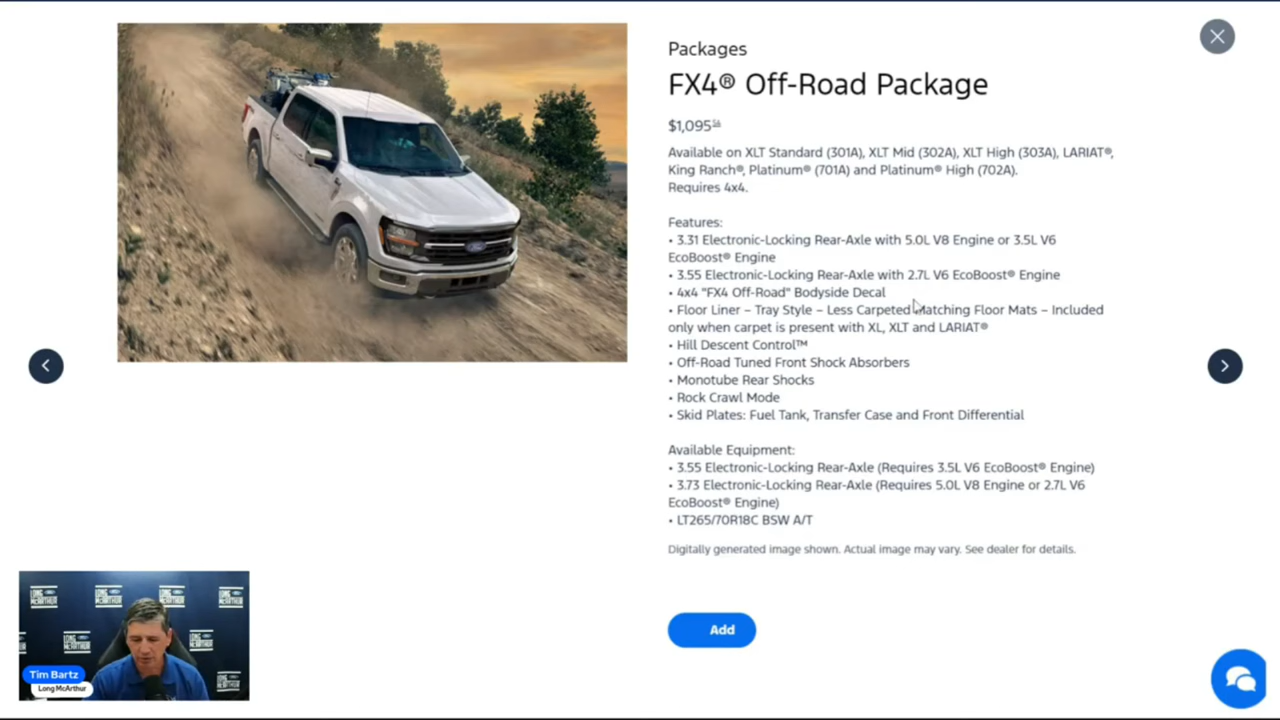 Packages
FX4® Off-Road Package
$1,095⁵⁶
Available on XLT Standard (301A), XLT Mid (302A), XLT High (303A), LARIAT®,
King Ranch®, Platinum® (701A) and Platinum® High (702A).
Requires 4x4.
Features:
• 3.31 Electronic-Locking Rear-Axle with 5.0L V8 Engine or 3.5L V6
EcoBoost® Engine
• 3.55 Electronic-Locking Rear-Axle with 2.7L V6 EcoBoost® Engine
• 4x4 "FX4 Off-Road" Bodyside Decal
• Floor Liner – Tray Style – Less Carpeted Matching Floor Mats – Included
only when carpet is present with XL, XLT and LARIAT®
• Hill Descent Control™
• Off-Road Tuned Front Shock Absorbers
• Monotube Rear Shocks
• Rock Crawl Mode
• Skid Plates: Fuel Tank, Transfer Case and Front Differential
Available Equipment:
• 3.55 Electronic-Locking Rear-Axle (Requires 3.5L V6 EcoBoost® Engine)
• 3.73 Electronic-Locking Rear-Axle (Requires 5.0L V8 Engine or 2.7L V6
EcoBoost® Engine)
• LT265/70R18C BSW A/T
Digitally generated image shown. Actual image may vary. See dealer for details.
Add
LONG McARTHUR
Tim Bartz
Long McArthur